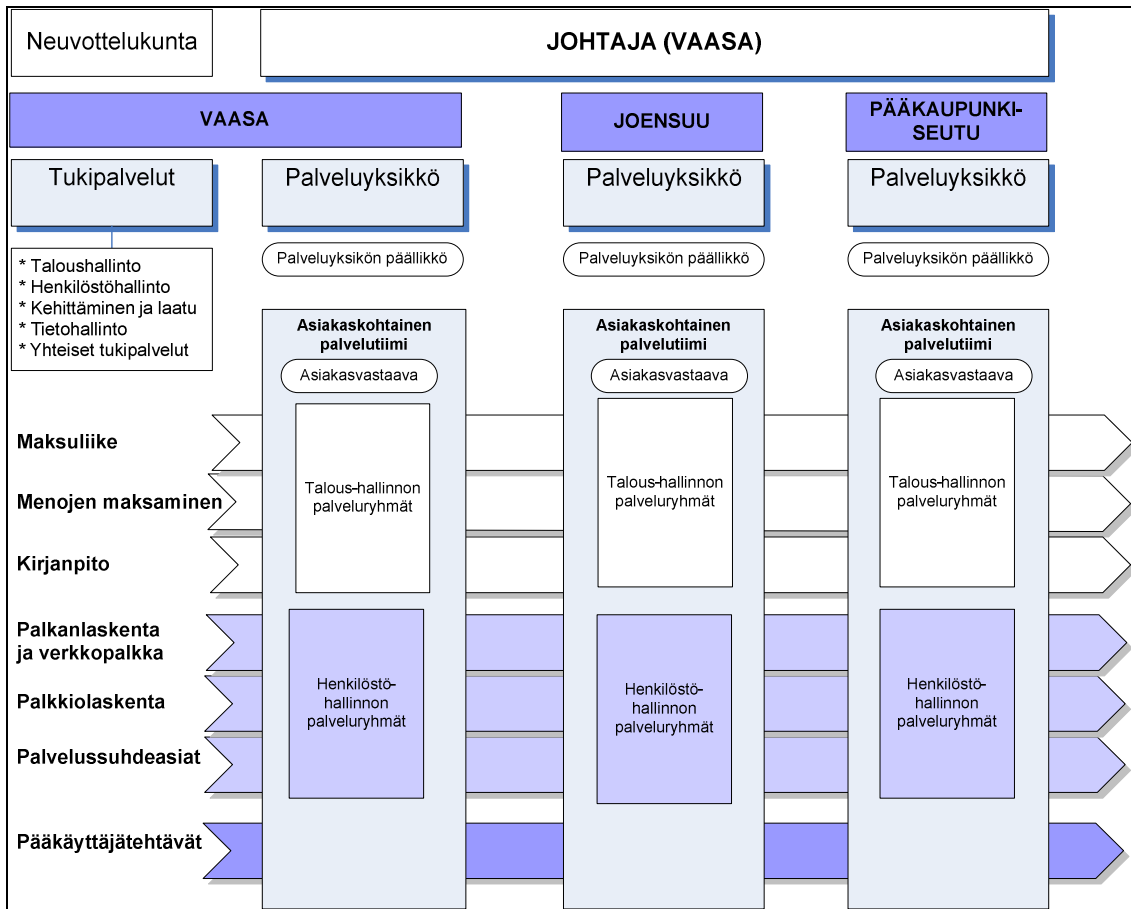 Neuvottelukunta
JOHTAJA (VAASA)
VAASA
JOENSUU
PÄÄKAUPUNKI-
SEUTU
Tukipalvelut
Palveluyksikkö
Palveluyksikkö
Palveluyksikkö
* Taloushallinto
* Henkilöstöhallinto
* Kehittäminen ja laatu
* Tietohallinto
* Yhteiset tukipalvelut
Palveluyksikön päällikkö
Palveluyksikön päällikkö
Palveluyksikön päällikkö
Asiakaskohtainen
palvelutiimi
Asiakasvastaava
Asiakaskohtainen
palvelutiimi
Asiakasvastaava
Asiakaskohtainen
palvelutiimi
Asiakasvastaava
Maksuliike
Menojen maksaminen
Kirjanpito
Talous-hallinnon
palveluryhmät
Talous-hallinnon
palveluryhmät
Talous-hallinnon
palveluryhmät
Palkanlaskenta
ja verkkopalkka
Palkkiolaskenta
Palvelussuhdeasiat
Henkilöstö-
hallinnon
palveluryhmät
Henkilöstö-
hallinnon
palveluryhmät
Henkilöstö-
hallinnon
palveluryhmät
Pääkäyttäjätehtävät